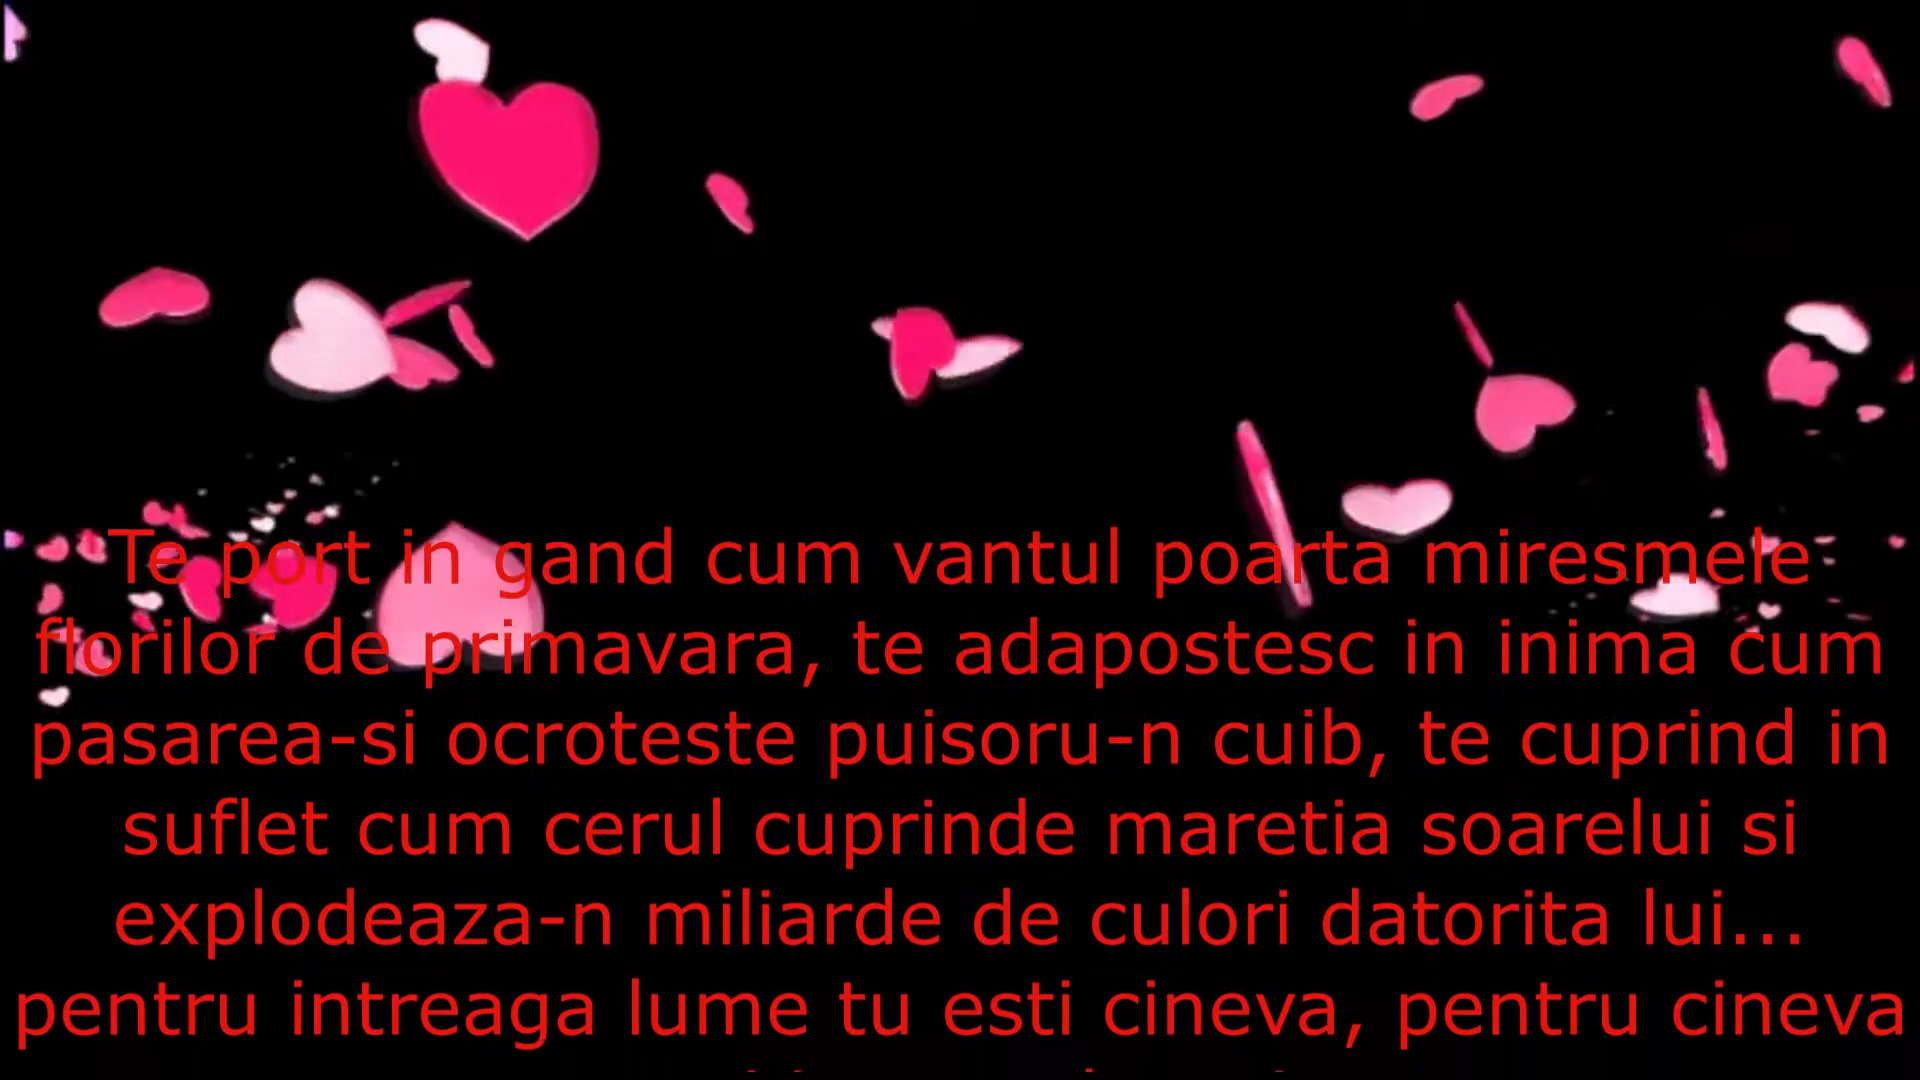 Te port in gand cum vantul poarta miresmele
florilor de primavara, te adapostesc in inima cum
pasarea-si ocroteste puisoru-n cuib, te cuprind in
suflet cum cerul cuprinde maretia soarelui si
explodeaza-n miliarde de culori datorita lui...
pentru intreaga lume tu esti cineva, pentru cineva